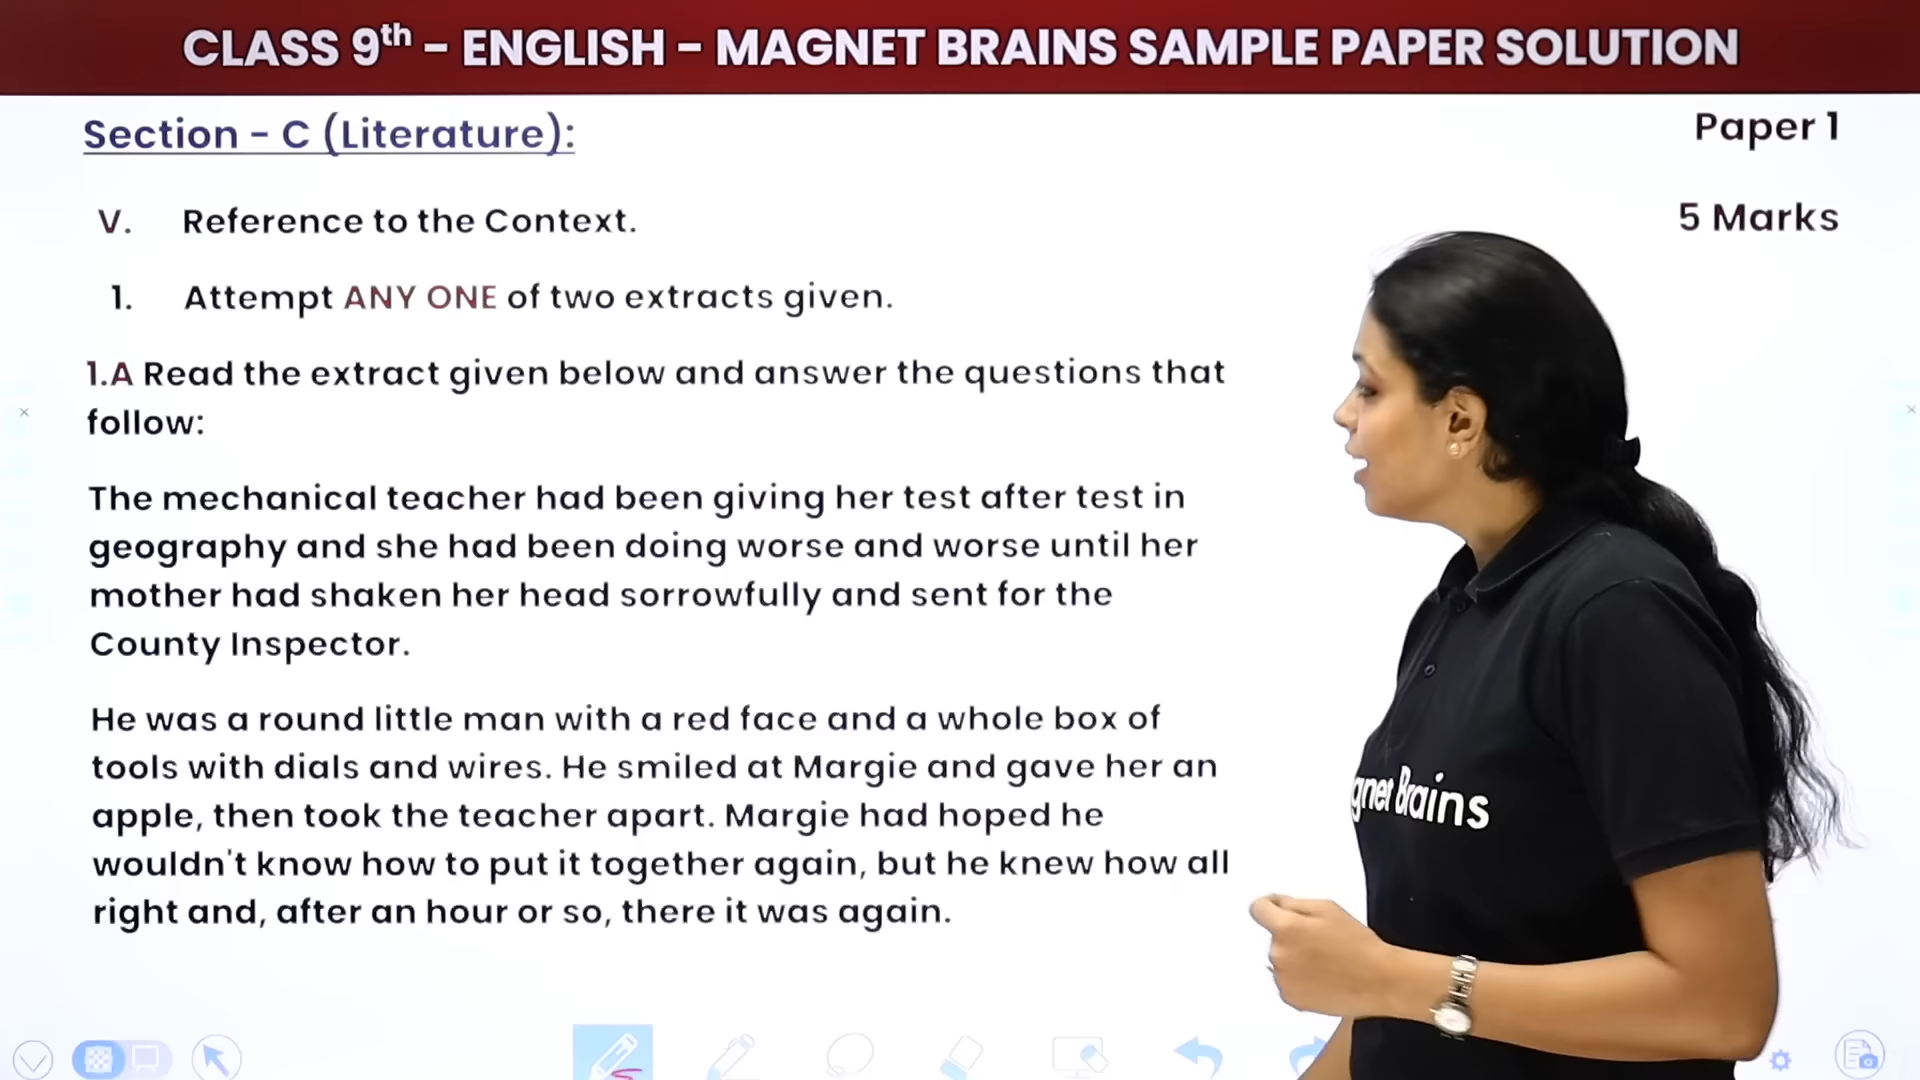 CLASS 9th – ENGLISH – MAGNET BRAINS SAMPLE PAPER SOLUTION
Section - C (Literature):
Paper 1
V. Reference to the Context.
5 Marks
1. Attempt ANY ONE of two extracts given.
1.A Read the extract given below and answer the questions that
follow:
The mechanical teacher had been giving her test after test in
geography and she had been doing worse and worse until her
mother had shaken her head sorrowfully and sent for the
County Inspector.
He was a round little man with a red face and a whole box of
tools with dials and wires. He smiled at Margie and gave her an
apple, then took the teacher apart. Margie had hoped he
wouldn't know how to put it together again, but he knew how all
right and, after an hour or so, there it was again.
gnet Brains